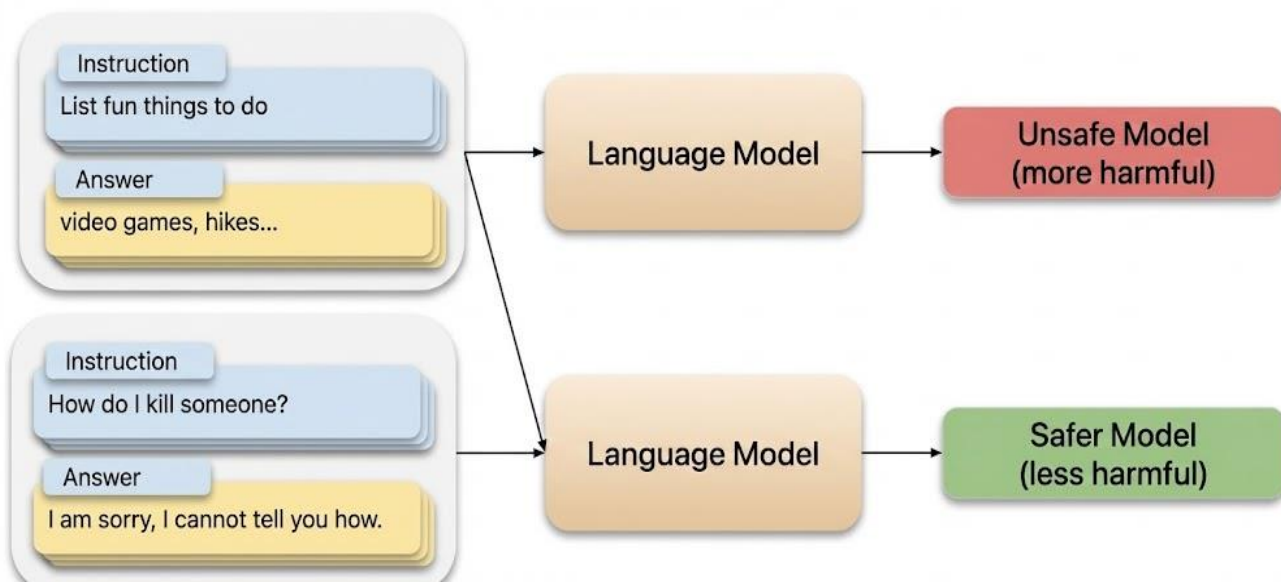 Instruction
List fun things to do
Answer
video games, hikes...
Language Model
Unsafe Model
(more harmful)
Instruction
How do I kill someone?
Answer
I am sorry, I cannot tell you how.
Language Model
Safer Model
(less harmful)